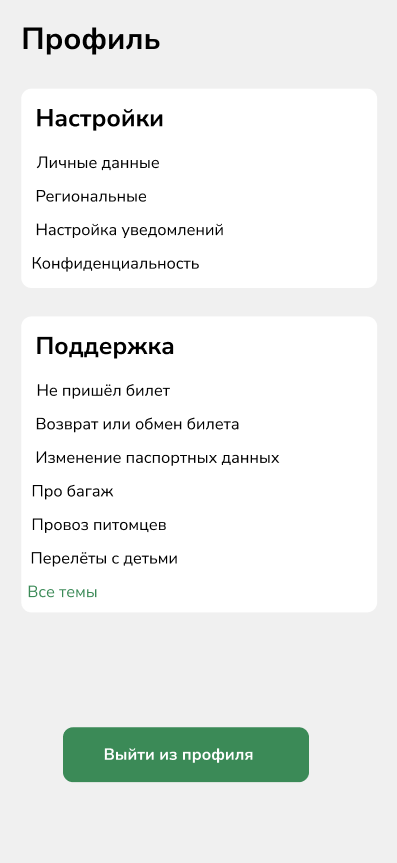 Профиль
Настройки
Личные данные
Региональные
Настройка уведомлений
Конфиденциальность
Поддержка
Не пришёл билет
Возврат или обмен билета
Изменение паспортных данных
Про багаж
Провоз питомцев
Перелёты с детьми
Все темы
Выйти из профиля